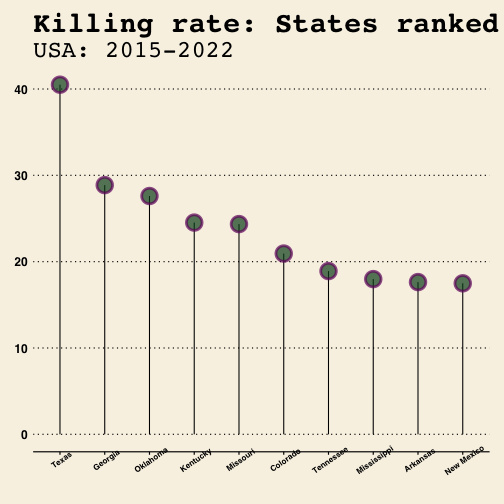 Killing rate: States ranked
USA: 2015-2022
40
30
20
10
0
Texas
Georgia
Oklahoma
Kentucky
Missouri
Colorado
Tennessee
Mississippi
Arkansas
New Mexico